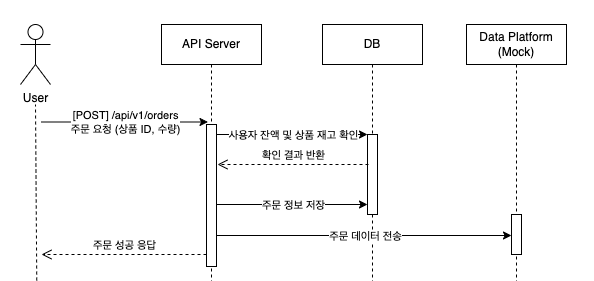 API Server
DB
Data Platform
(Mock)
User
[POST] /api/v1/orders
주문 요청 (상품 ID, 수량)
사용자 잔액 및 상품 재고 확인
확인 결과 반환
주문 정보 저장
주문 데이터 전송
주문 성공 응답